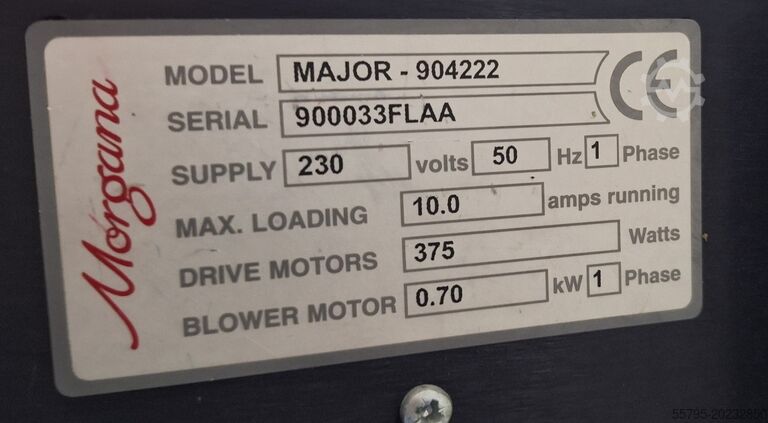 Morgana
MODEL MAJOR - 904222 CE
SERIAL 900033FLAA
SUPPLY 230 volts 50 Hz 1 Phase
MAX. LOADING 10.0 amps running
DRIVE MOTORS 375 Watts
BLOWER MOTOR 0.70 kW 1 Phase
55795-20232850